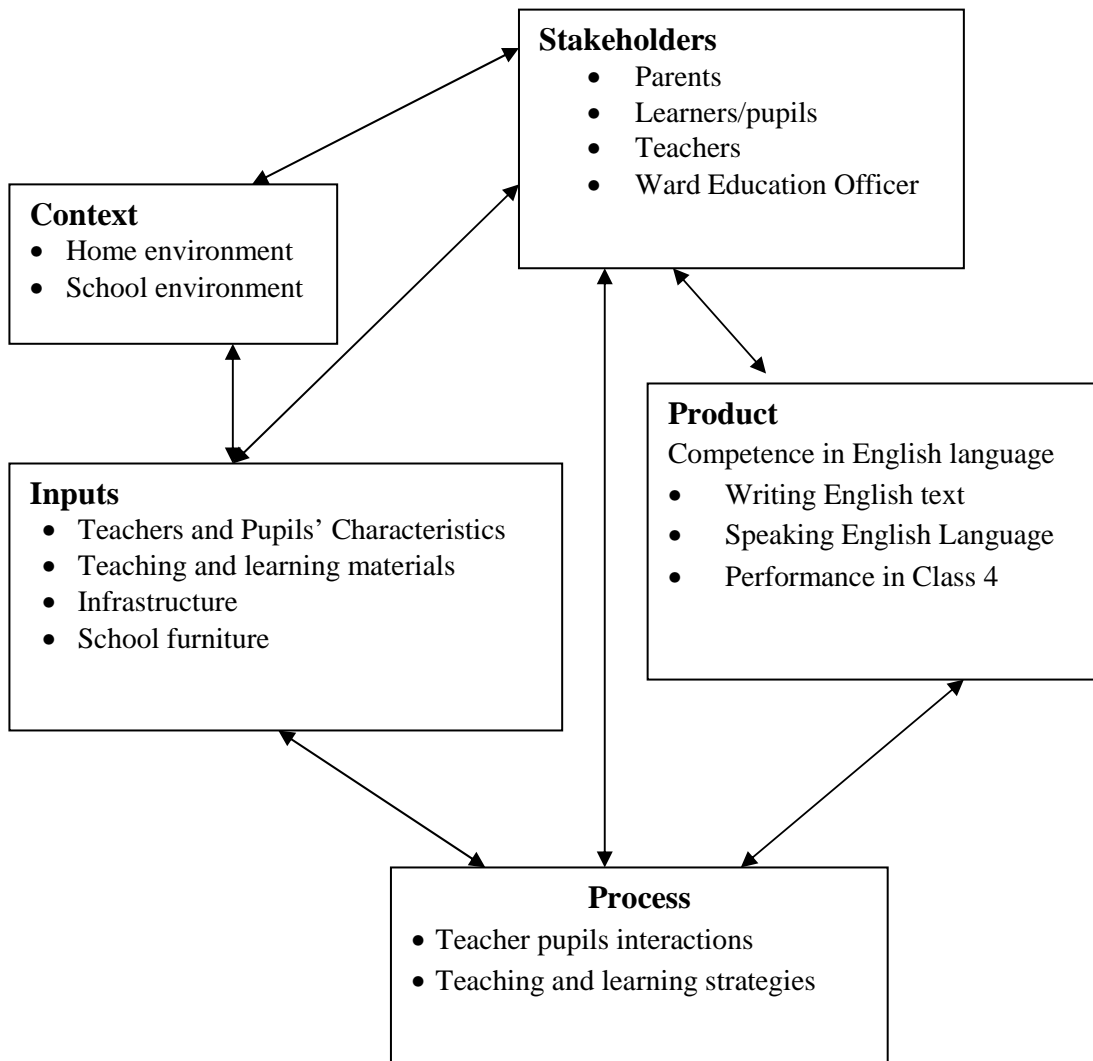 Stakeholders
• Parents
• Learners/pupils
• Teachers
• Ward Education Officer
Context
• Home environment
• School environment
Product
Competence in English language
• Writing English text
• Speaking English Language
• Performance in Class 4
Inputs
• Teachers and Pupils’ Characteristics
• Teaching and learning materials
• Infrastructure
• School furniture
Process
• Teacher pupils interactions
• Teaching and learning strategies